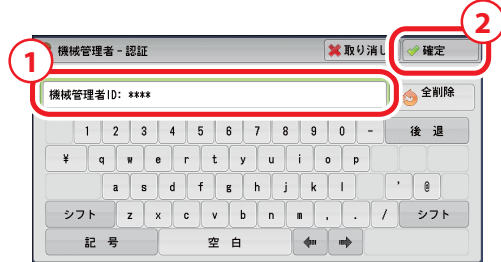 2
1
機械管理者 - 認証 取り消し 確定
機械管理者ID: **** 全削除
1 2 3 4 5 6 7 8 9 0 - 後 退
¥ q w e r t y u i o p
a s d f g h j k l ' @
シフト z x c v b n m , . / シフト
記 号 空 白